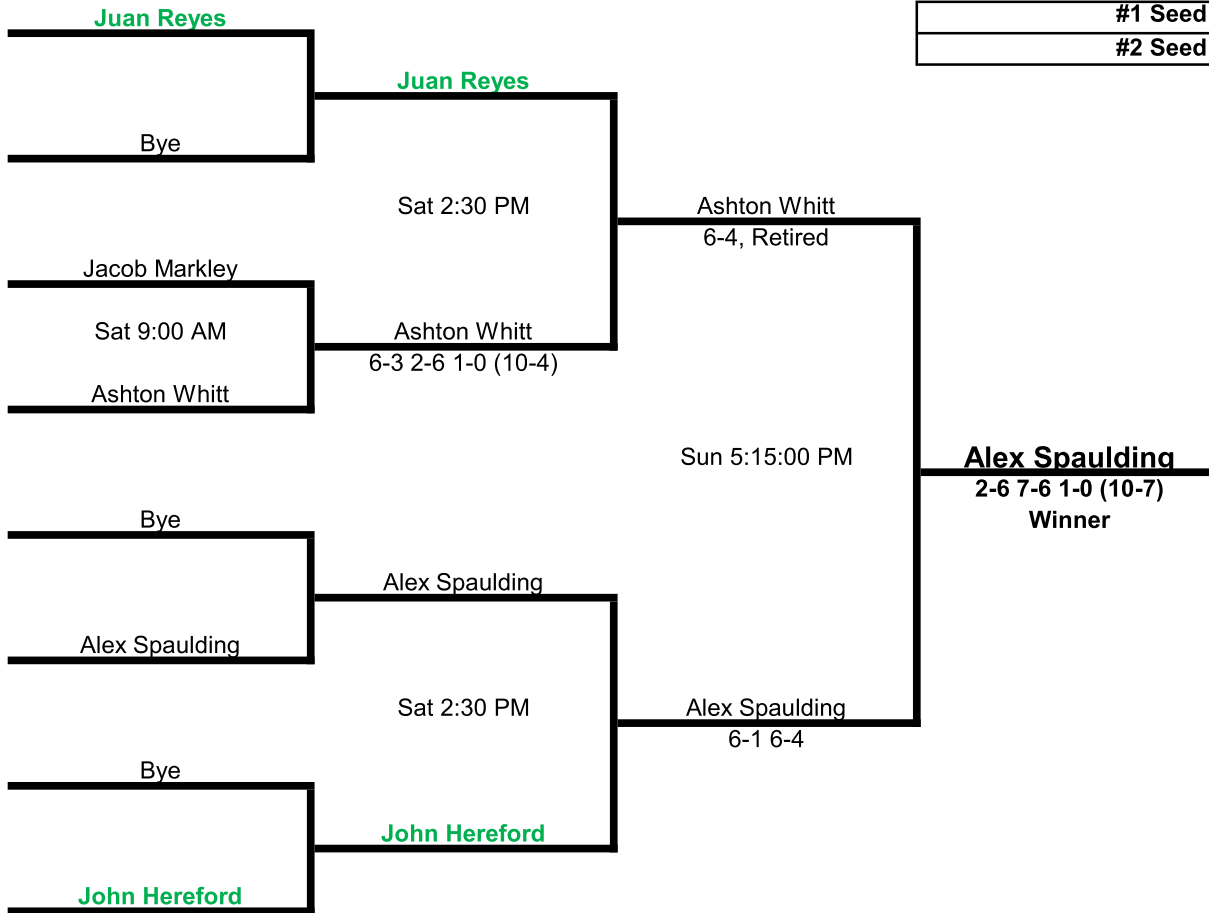 Juan Reyes
#1 Seed
#2 Seed
Juan Reyes
Bye
Sat 2:30 PM
Ashton Whitt
6-4, Retired
Jacob Markley
Sat 9:00 AM
Ashton Whitt
6-3 2-6 1-0 (10-4)
Ashton Whitt
Sun 5:15:00 PM
Alex Spaulding
2-6 7-6 1-0 (10-7)
Winner
Bye
Alex Spaulding
Alex Spaulding
Sat 2:30 PM
Alex Spaulding
6-1 6-4
Bye
John Hereford
John Hereford